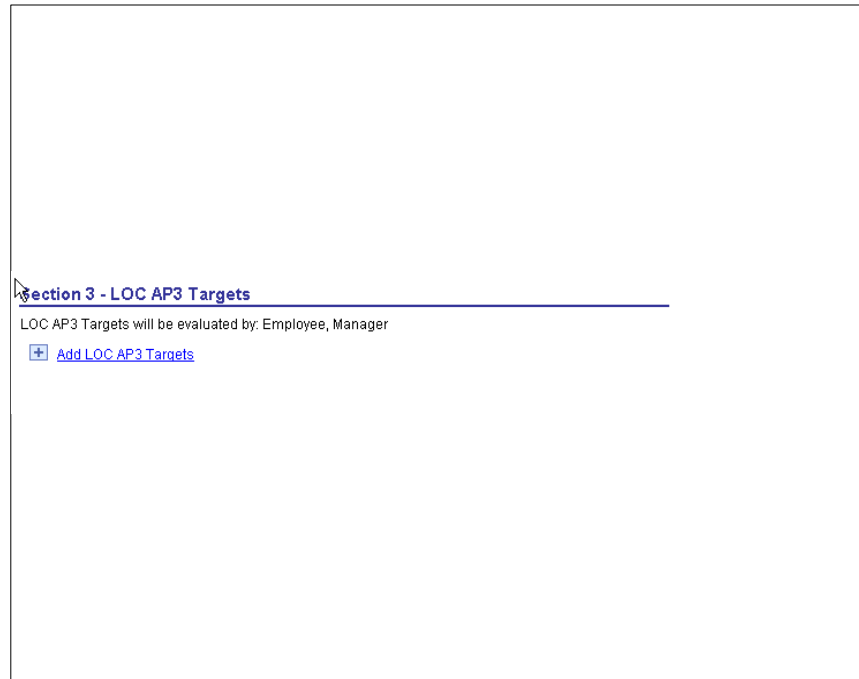 Section 3 - LOC AP3 Targets
LOC AP3 Targets will be evaluated by: Employee, Manager
Add LOC AP3 Targets